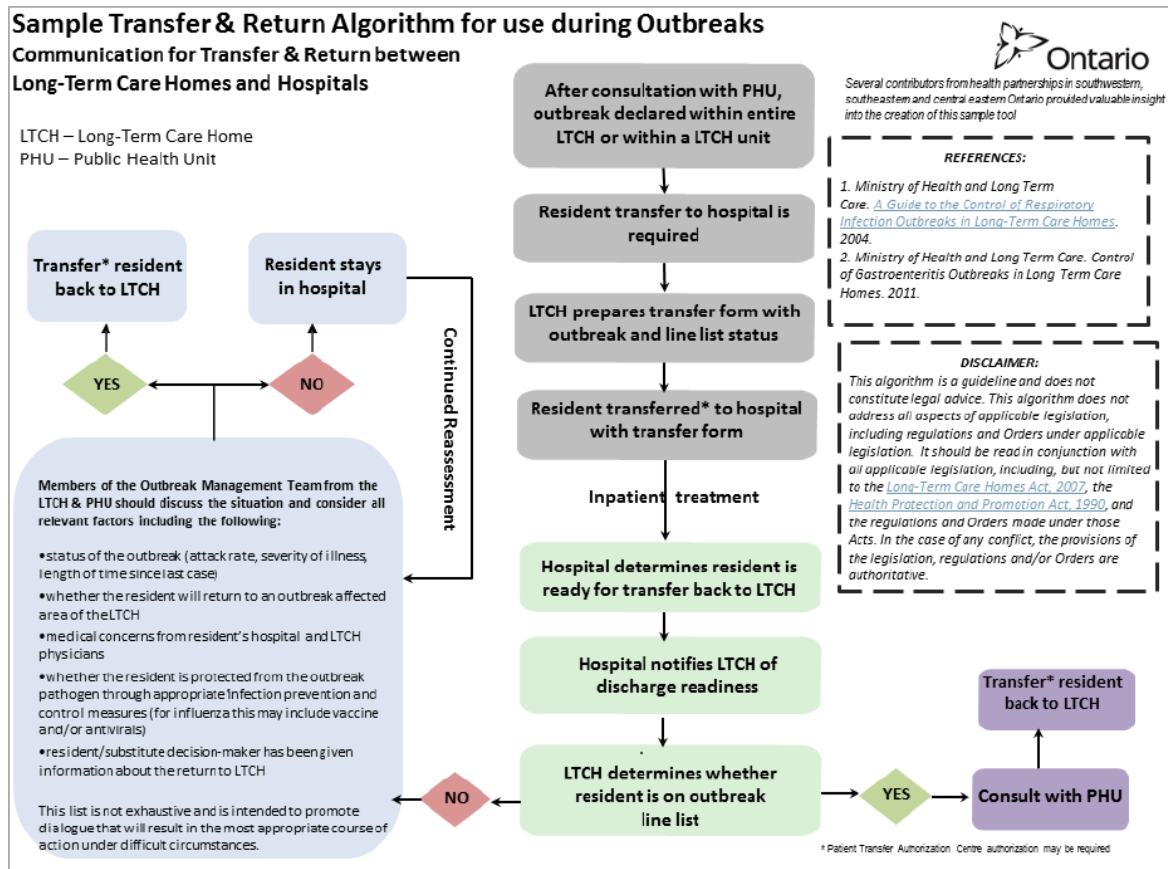 Sample Transfer & Return Algorithm for use during Outbreaks
Communication for Transfer & Return between
Long-Term Care Homes and Hospitals
LTCH – Long-Term Care Home
PHU – Public Health Unit
Ontario
Several contributors from health partnerships in southwestern,
southeastern and central eastern Ontario provided valuable insight
into the creation of this sample tool
After consultation with PHU,
outbreak declared within entire
LTCH or within a LTCH unit
Resident transfer to hospital is
required
LTCH prepares transfer form with
outbreak and line list status
Resident transferred* to hospital
with transfer form
Inpatient treatment
Hospital determines resident is
ready for transfer back to LTCH
Hospital notifies LTCH of
discharge readiness
LTCH determines whether
resident is on outbreak
line list
YES
Consult with PHU
Transfer* resident
back to LTCH
NO
Members of the Outbreak Management Team from the
LTCH & PHU should discuss the situation and consider all
relevant factors including the following:
•status of the outbreak (attack rate, severity of illness,
length of time since last case)
•whether the resident will return to an outbreak affected
area of the LTCH
•medical concerns from resident's hospital and LTCH
physicians
•whether the resident is protected from the outbreak
pathogen through appropriate infection prevention and
control measures (for influenza this may include vaccine
and/or antivirals)
•resident/substitute decision-maker has been given
information about the return to LTCH
This list is not exhaustive and is intended to promote
dialogue that will result in the most appropriate course of
action under difficult circumstances.
YES
NO
Transfer* resident
back to LTCH
Resident stays
in hospital
Continued Reassessment
REFERENCES:
1. Ministry of Health and Long Term
Care. A Guide to the Control of Respiratory
Infection Outbreaks in Long-Term Care Homes.
2004.
2. Ministry of Health and Long Term Care. Control
of Gastroenteritis Outbreaks in Long Term Care
Homes. 2011.
DISCLAIMER:
This algorithm is a guideline and does not
constitute legal advice. This algorithm does not
address all aspects of applicable legislation,
including regulations and Orders under applicable
legislation. It should be read in conjunction with
all applicable legislation, including, but not limited
to the Long-Term Care Homes Act, 2007, the
Health Protection and Promotion Act, 1990, and
the regulations and Orders made under those
Acts. In the case of any conflict, the provisions of
the legislation, regulations and/or Orders are
authoritative.
* Patient Transfer Authorization Centre authorization may be required